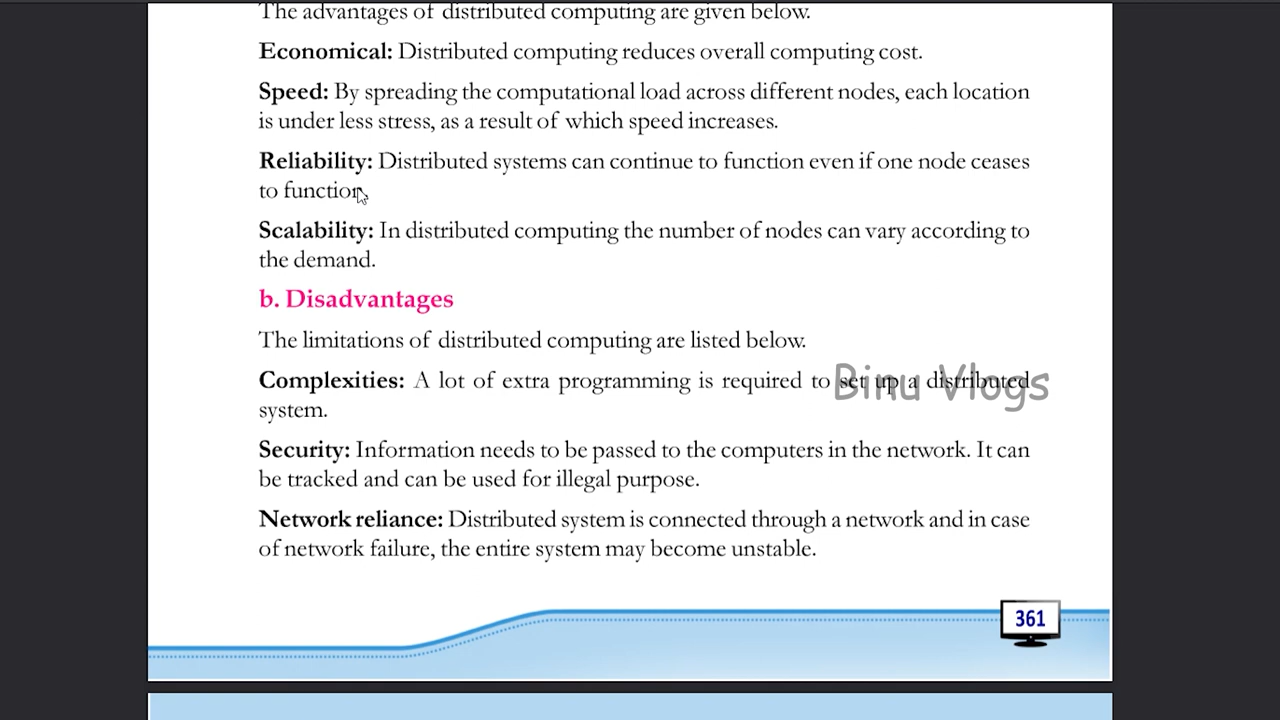 The advantages of distributed computing are given below.
Economical: Distributed computing reduces overall computing cost.
Speed: By spreading the computational load across different nodes, each location
is under less stress, as a result of which speed increases.
Reliability: Distributed systems can continue to function even if one node ceases
to function.
Scalability: In distributed computing the number of nodes can vary according to
the demand.
b. Disadvantages
The limitations of distributed computing are listed below.
Complexities: A lot of extra programming is required to set up a distributed
system.
Binu Vlogs
Security: Information needs to be passed to the computers in the network. It can
be tracked and can be used for illegal purpose.
Network reliance: Distributed system is connected through a network and in case
of network failure, the entire system may become unstable.
361